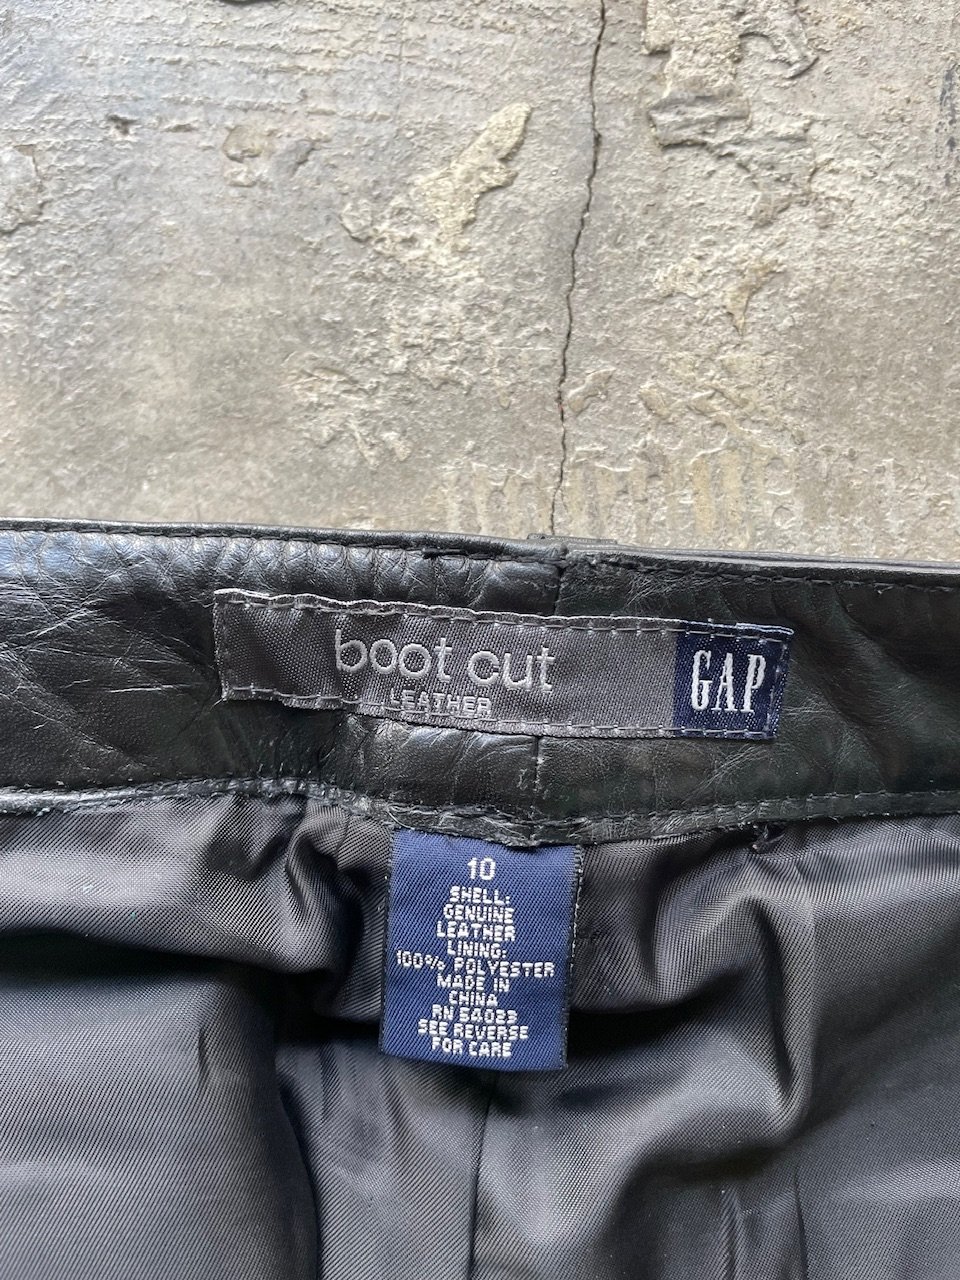 boot cut
LEATHER
GAP
10
SHELL:
GENUINE
LEATHER
LINING:
100% POLYESTER
MADE IN
CHINA
RN 54023
SEE REVERSE
FOR CARE